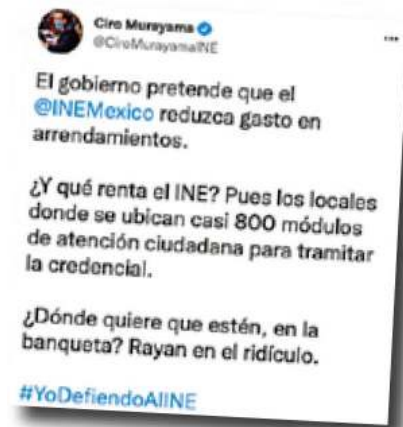 Ciro Murayama
@CiroMurayamaINE
El gobierno pretende que el
@INEMexico reduzca gasto en
arrendamientos.
¿Y qué renta el INE? Pues los locales
donde se ubican casi 800 módulos
de atención ciudadana para tramitar
la credencial.
¿Dónde quiere que estén, en la
banqueta? Rayan en el ridículo.
#YoDefiendoAlINE